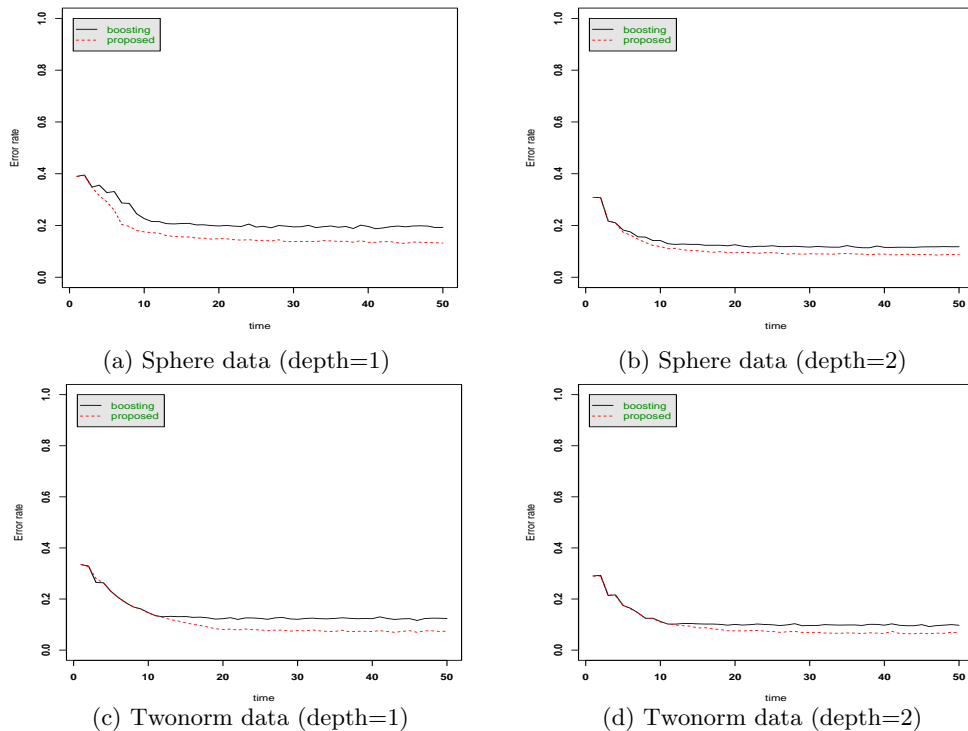 boosting
proposed
Error rate
1.0
0.8
0.6
0.4
0.2
0.0
0 10 20 30 40 50
time
(a) Sphere data (depth=1)
boosting
proposed
Error rate
1.0
0.8
0.6
0.4
0.2
0.0
0 10 20 30 40 50
time
(b) Sphere data (depth=2)
boosting
proposed
Error rate
1.0
0.8
0.6
0.4
0.2
0.0
0 10 20 30 40 50
time
(c) Twonorm data (depth=1)
boosting
proposed
Error rate
1.0
0.8
0.6
0.4
0.2
0.0
0 10 20 30 40 50
time
(d) Twonorm data (depth=2)